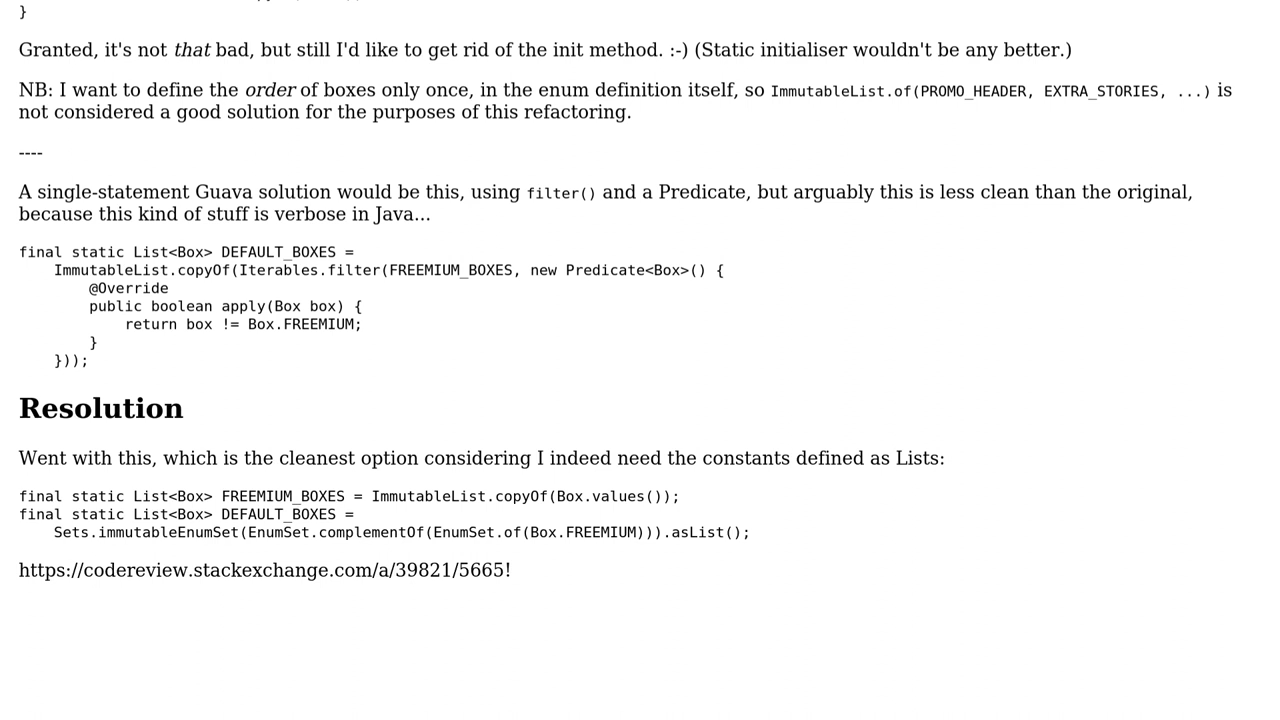 }
Granted, it's not that bad, but still I'd like to get rid of the init method. :-) (Static initialiser wouldn't be any better.)
NB: I want to define the order of boxes only once, in the enum definition itself, so ImmutableList.of(PROMO_HEADER, EXTRA_STORIES, ...) is
not considered a good solution for the purposes of this refactoring.
----
A single-statement Guava solution would be this, using filter() and a Predicate, but arguably this is less clean than the original,
because this kind of stuff is verbose in Java...
final static List<Box> DEFAULT_BOXES =
    ImmutableList.copyOf(Iterables.filter(FREEMIUM_BOXES, new Predicate<Box>() {
        @Override
        public boolean apply(Box box) {
            return box != Box.FREEMIUM;
        }
    }));
Resolution
Went with this, which is the cleanest option considering I indeed need the constants defined as Lists:
final static List<Box> FREEMIUM_BOXES = ImmutableList.copyOf(Box.values());
final static List<Box> DEFAULT_BOXES =
    Sets.immutableEnumSet(EnumSet.complementOf(EnumSet.of(Box.FREEMIUM))).asList();
https://codereview.stackexchange.com/a/39821/5665!